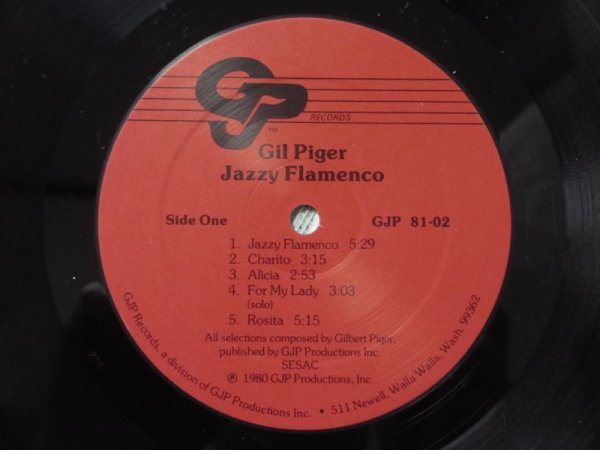 GJP
RECORDS
TM
Gil Piger
Jazzy Flamenco
Side One
GJP 81-02
1. Jazzy Flamenco 5:29
2. Charito 3:15
3. Alicia 2:53
4. For My Lady 3:03
(solo)
5. Rosita 5:15
All selections composed by Gilbert Piger,
published by GJP Productions Inc.
SESAC
℗ 1980 GJP Productions, Inc.
GJP Records, a division of GJP Productions Inc. • 511 Newell, Walla Walla, Wash. 99362